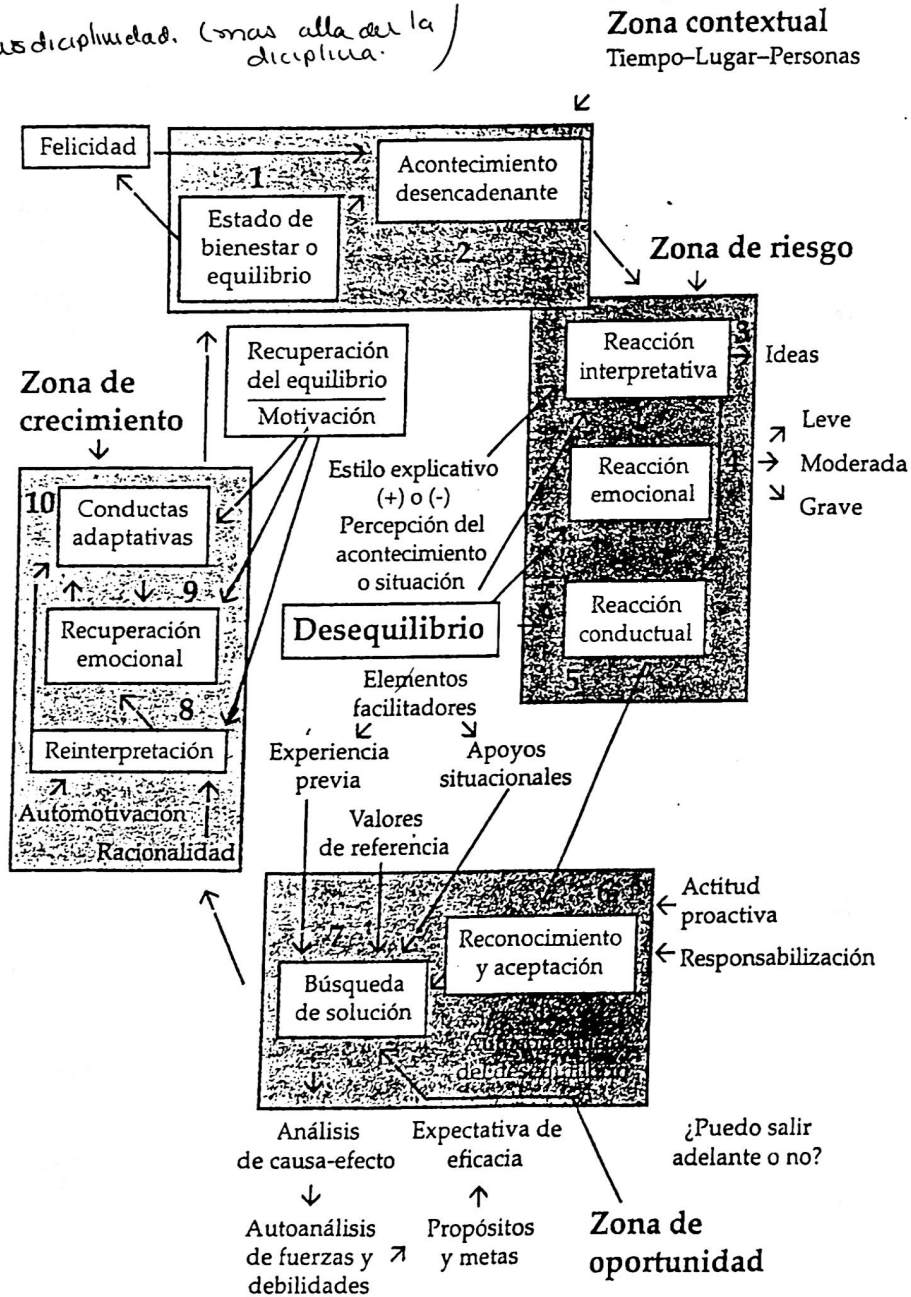 (mas alla der la
diciplina.
Zona contextual
Tiempo–Lugar–Personas
Felicidad
1
Acontecimiento
desencadenante
Estado de
bienestar o
equilibrio
2
Zona de riesgo
Recuperación
del equilibrio
Motivación
Reacción
interpretativa
3
Ideas
Zona de
crecimiento
Estilo explicativo
(+) o (-)
Percepción del
acontecimiento
o situación
Reacción
emocional
4
Leve
Moderada
Grave
10
Conductas
adaptativas
9
Recuperación
emocional
8
Reinterpretación
Automotivación
Racionalidad
Desequilibrio
Reacción
conductual
5
Elementos
facilitadores
Experiencia
previa
Apoyos
situacionales
Valores
de referencia
6
Actitud
proactiva
Responsabilización
7
Reconocimiento
y aceptación
Búsqueda
de solución
del desequilibrio
Análisis
de causa-efecto
Expectativa de
eficacia
¿Puedo salir
adelante o no?
Autoanálisis
de fuerzas y
debilidades
Propósitos
y metas
Zona de
oportunidad